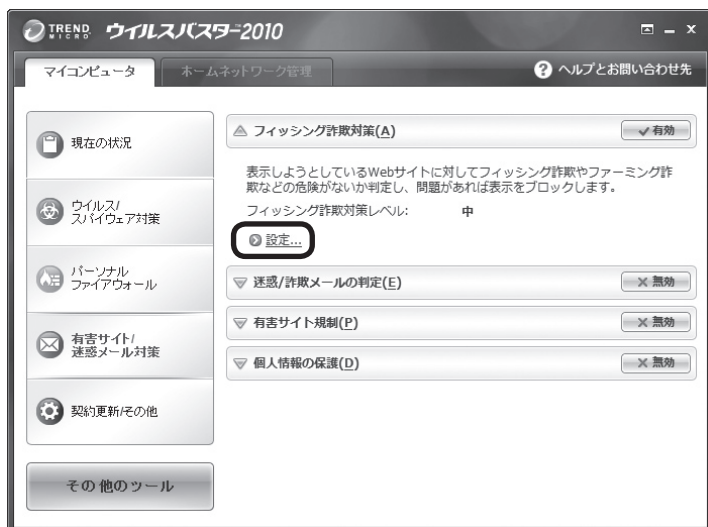 TREND MICRO ウイルスバスター2010
マイコンピュータ
ホームネットワーク管理
? ヘルプとお問い合わせ先
現在の状況
ウイルス/
スパイウェア対策
パーソナル
ファイアウォール
有害サイト/
迷惑メール対策
契約更新/その他
その他のツール
フィッシング詐欺対策(A)
有効
表示しようとしているWebサイトに対してフィッシング詐欺やファーミング詐
欺などの危険がないか判定し、問題があれば表示をブロックします。
フィッシング詐欺対策レベル: 中
設定...
迷惑/詐欺メールの判定(E)
無効
有害サイト規制(P)
無効
個人情報の保護(D)
無効